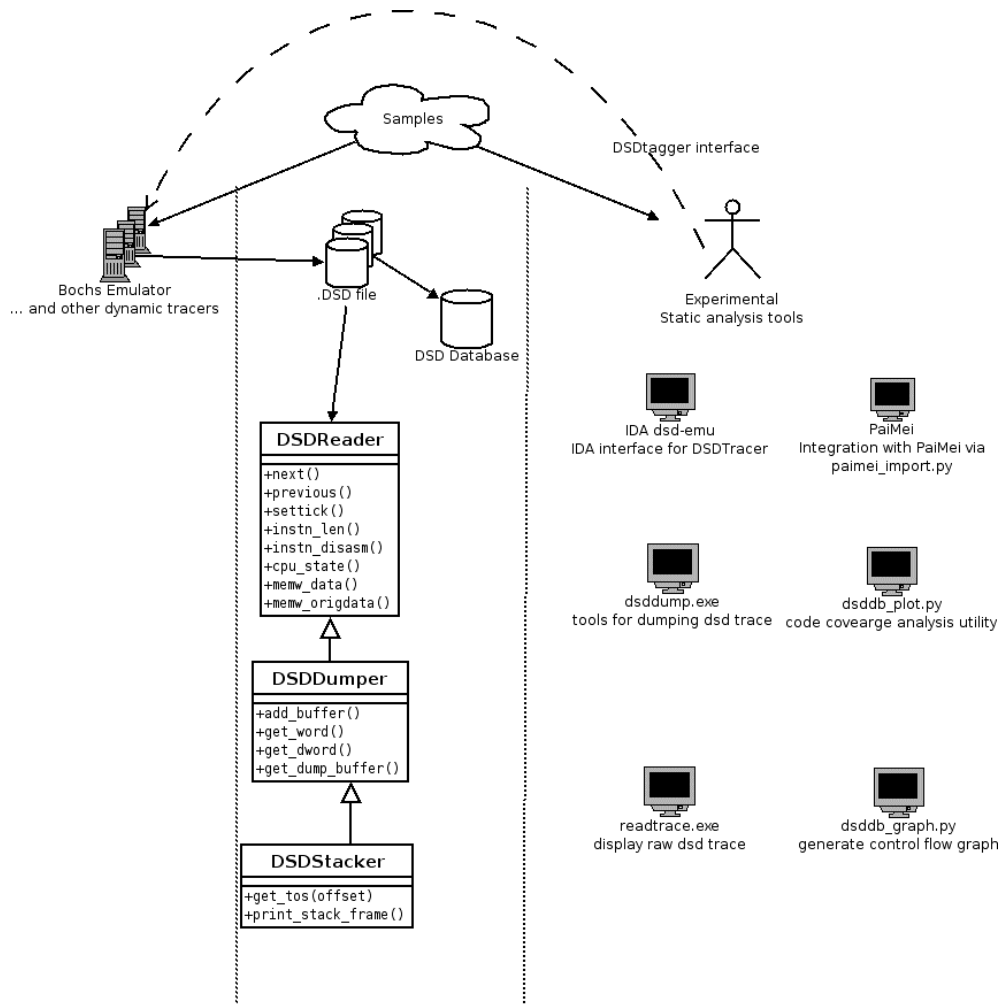 Samples
DSDtagger interface
Bochs Emulator
... and other dynamic tracers
.DSD file
DSD Database
Experimental
Static analysis tools
DSDReader
+next()
+previous()
+settick()
+instn_len()
+instn_disasm()
+cpu_state()
+memw_data()
+memw_origdata()
DSDDumper
+add_buffer()
+get_word()
+get_dword()
+get_dump_buffer()
DSDStacker
+get_tos(offset)
+print_stack_frame()
IDA dsd-emu
IDA interface for DSDTracer
PaiMei
Integration with PaiMei via
paimei_import.py
dsddump.exe
tools for dumping dsd trace
dsddb_plot.py
code covearge analysis utility
readtrace.exe
display raw dsd trace
dsddb_graph.py
generate control flow graph